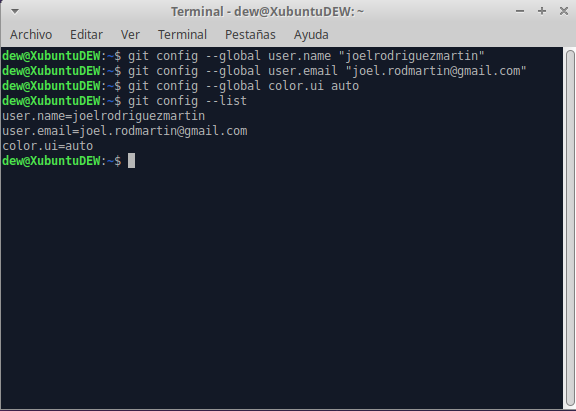 Terminal - dew@XubuntuDEW: ~
Archivo Editar Ver Terminal Pestañas Ayuda
dew@XubuntuDEW:~$ git config --global user.name "joelrodriguezmartin"
dew@XubuntuDEW:~$ git config --global user.email "joel.rodmartin@gmail.com"
dew@XubuntuDEW:~$ git config --global color.ui auto
dew@XubuntuDEW:~$ git config --list
user.name=joelrodriguezmartin
user.email=joel.rodmartin@gmail.com
color.ui=auto
dew@XubuntuDEW:~$